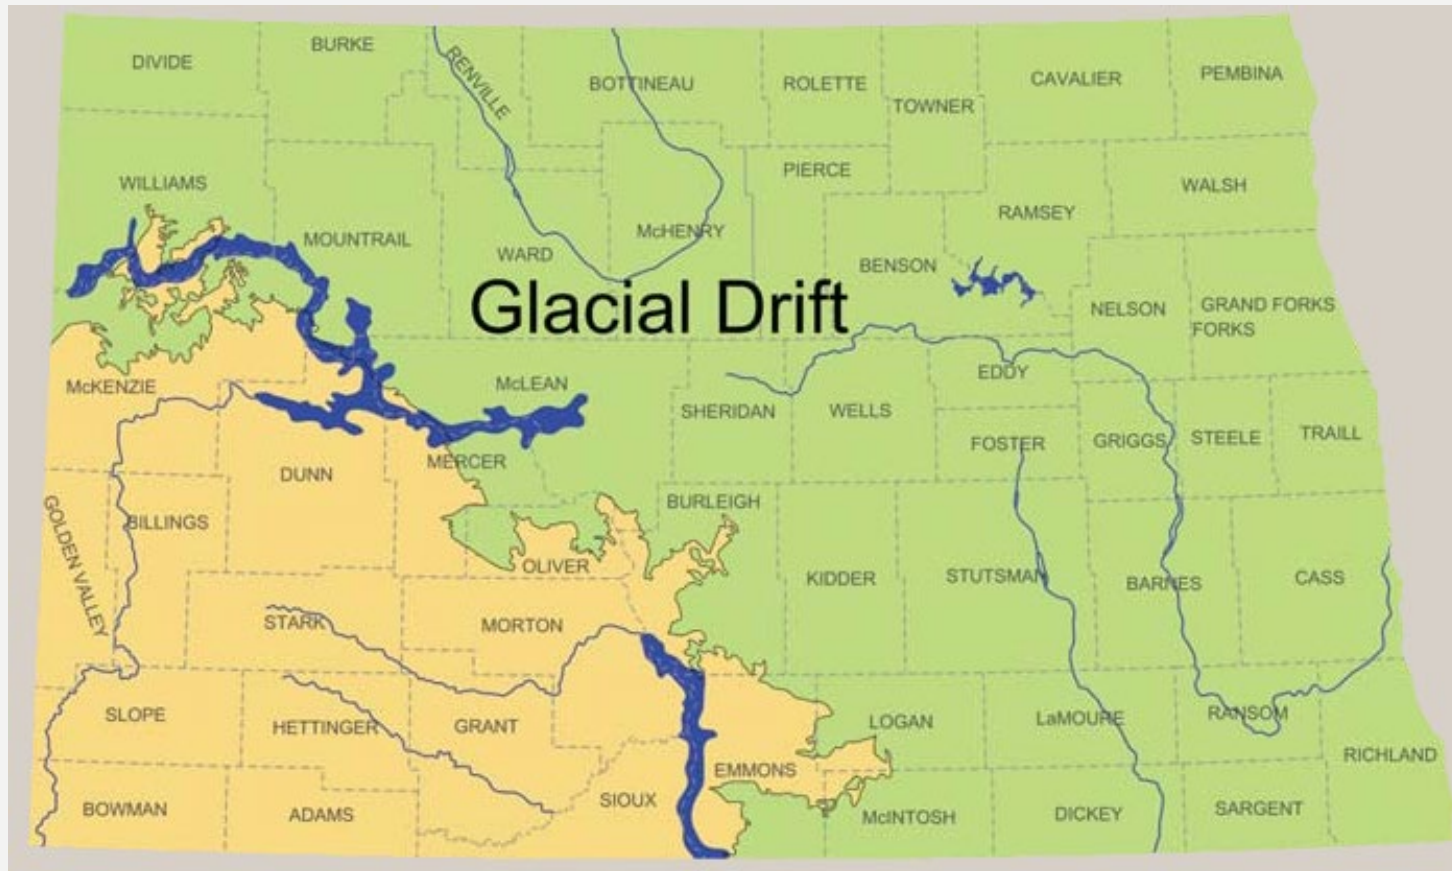 DIVIDE
BURKE
RENVILLE
BOTTINEAU
ROLETTE
TOWNER
CAVALIER
PEMBINA
WILLIAMS
MOUNTRAIL
WARD
McHENRY
PIERCE
BENSON
RAMSEY
WALSH
Glacial Drift
NELSON
GRAND FORKS
FORKS
McKENZIE
McLEAN
SHERIDAN
WELLS
EDDY
FOSTER
GRIGGS
STEELE
TRAILL
DUNN
MERCER
GOLDEN VALLEY
BILLINGS
OLIVER
BURLEIGH
KIDDER
STUTSMAN
BARNES
CASS
STARK
MORTON
SLOPE
HETTINGER
GRANT
EMMONS
LOGAN
LaMOURE
RANSOM
RICHLAND
BOWMAN
ADAMS
SIOUX
McINTOSH
DICKEY
SARGENT